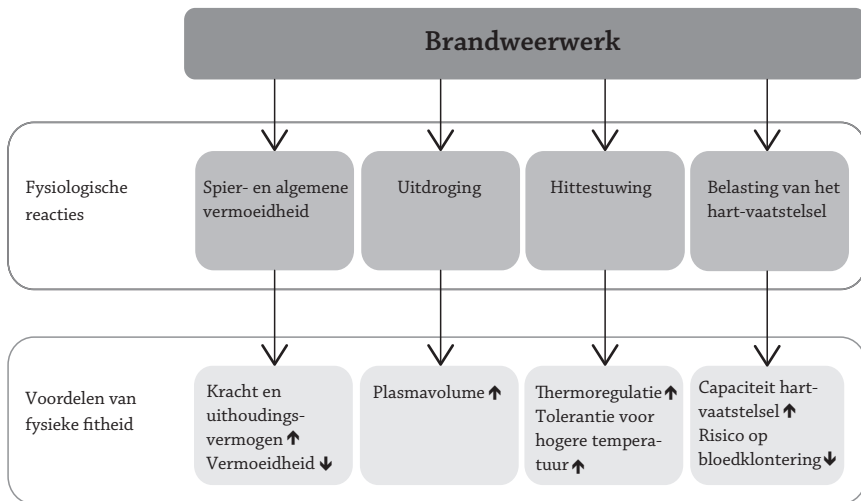 Brandweerwerk
Fysiologische
reacties
Spier- en algemene
vermoeidheid
Uitdroging
Hittestuwing
Belasting van het
hart-vaatstelsel
Voordelen van
fysieke fitheid
Kracht en
uithoudings-
vermogen ↑
Vermoeidheid ↓
Plasmavolume ↑
Thermoregulatie ↑
Tolerantie voor
hogere tempera-
tuur ↑
Capaciteit hart-
vaatstelsel ↑
Risico op
bloedklontering ↓